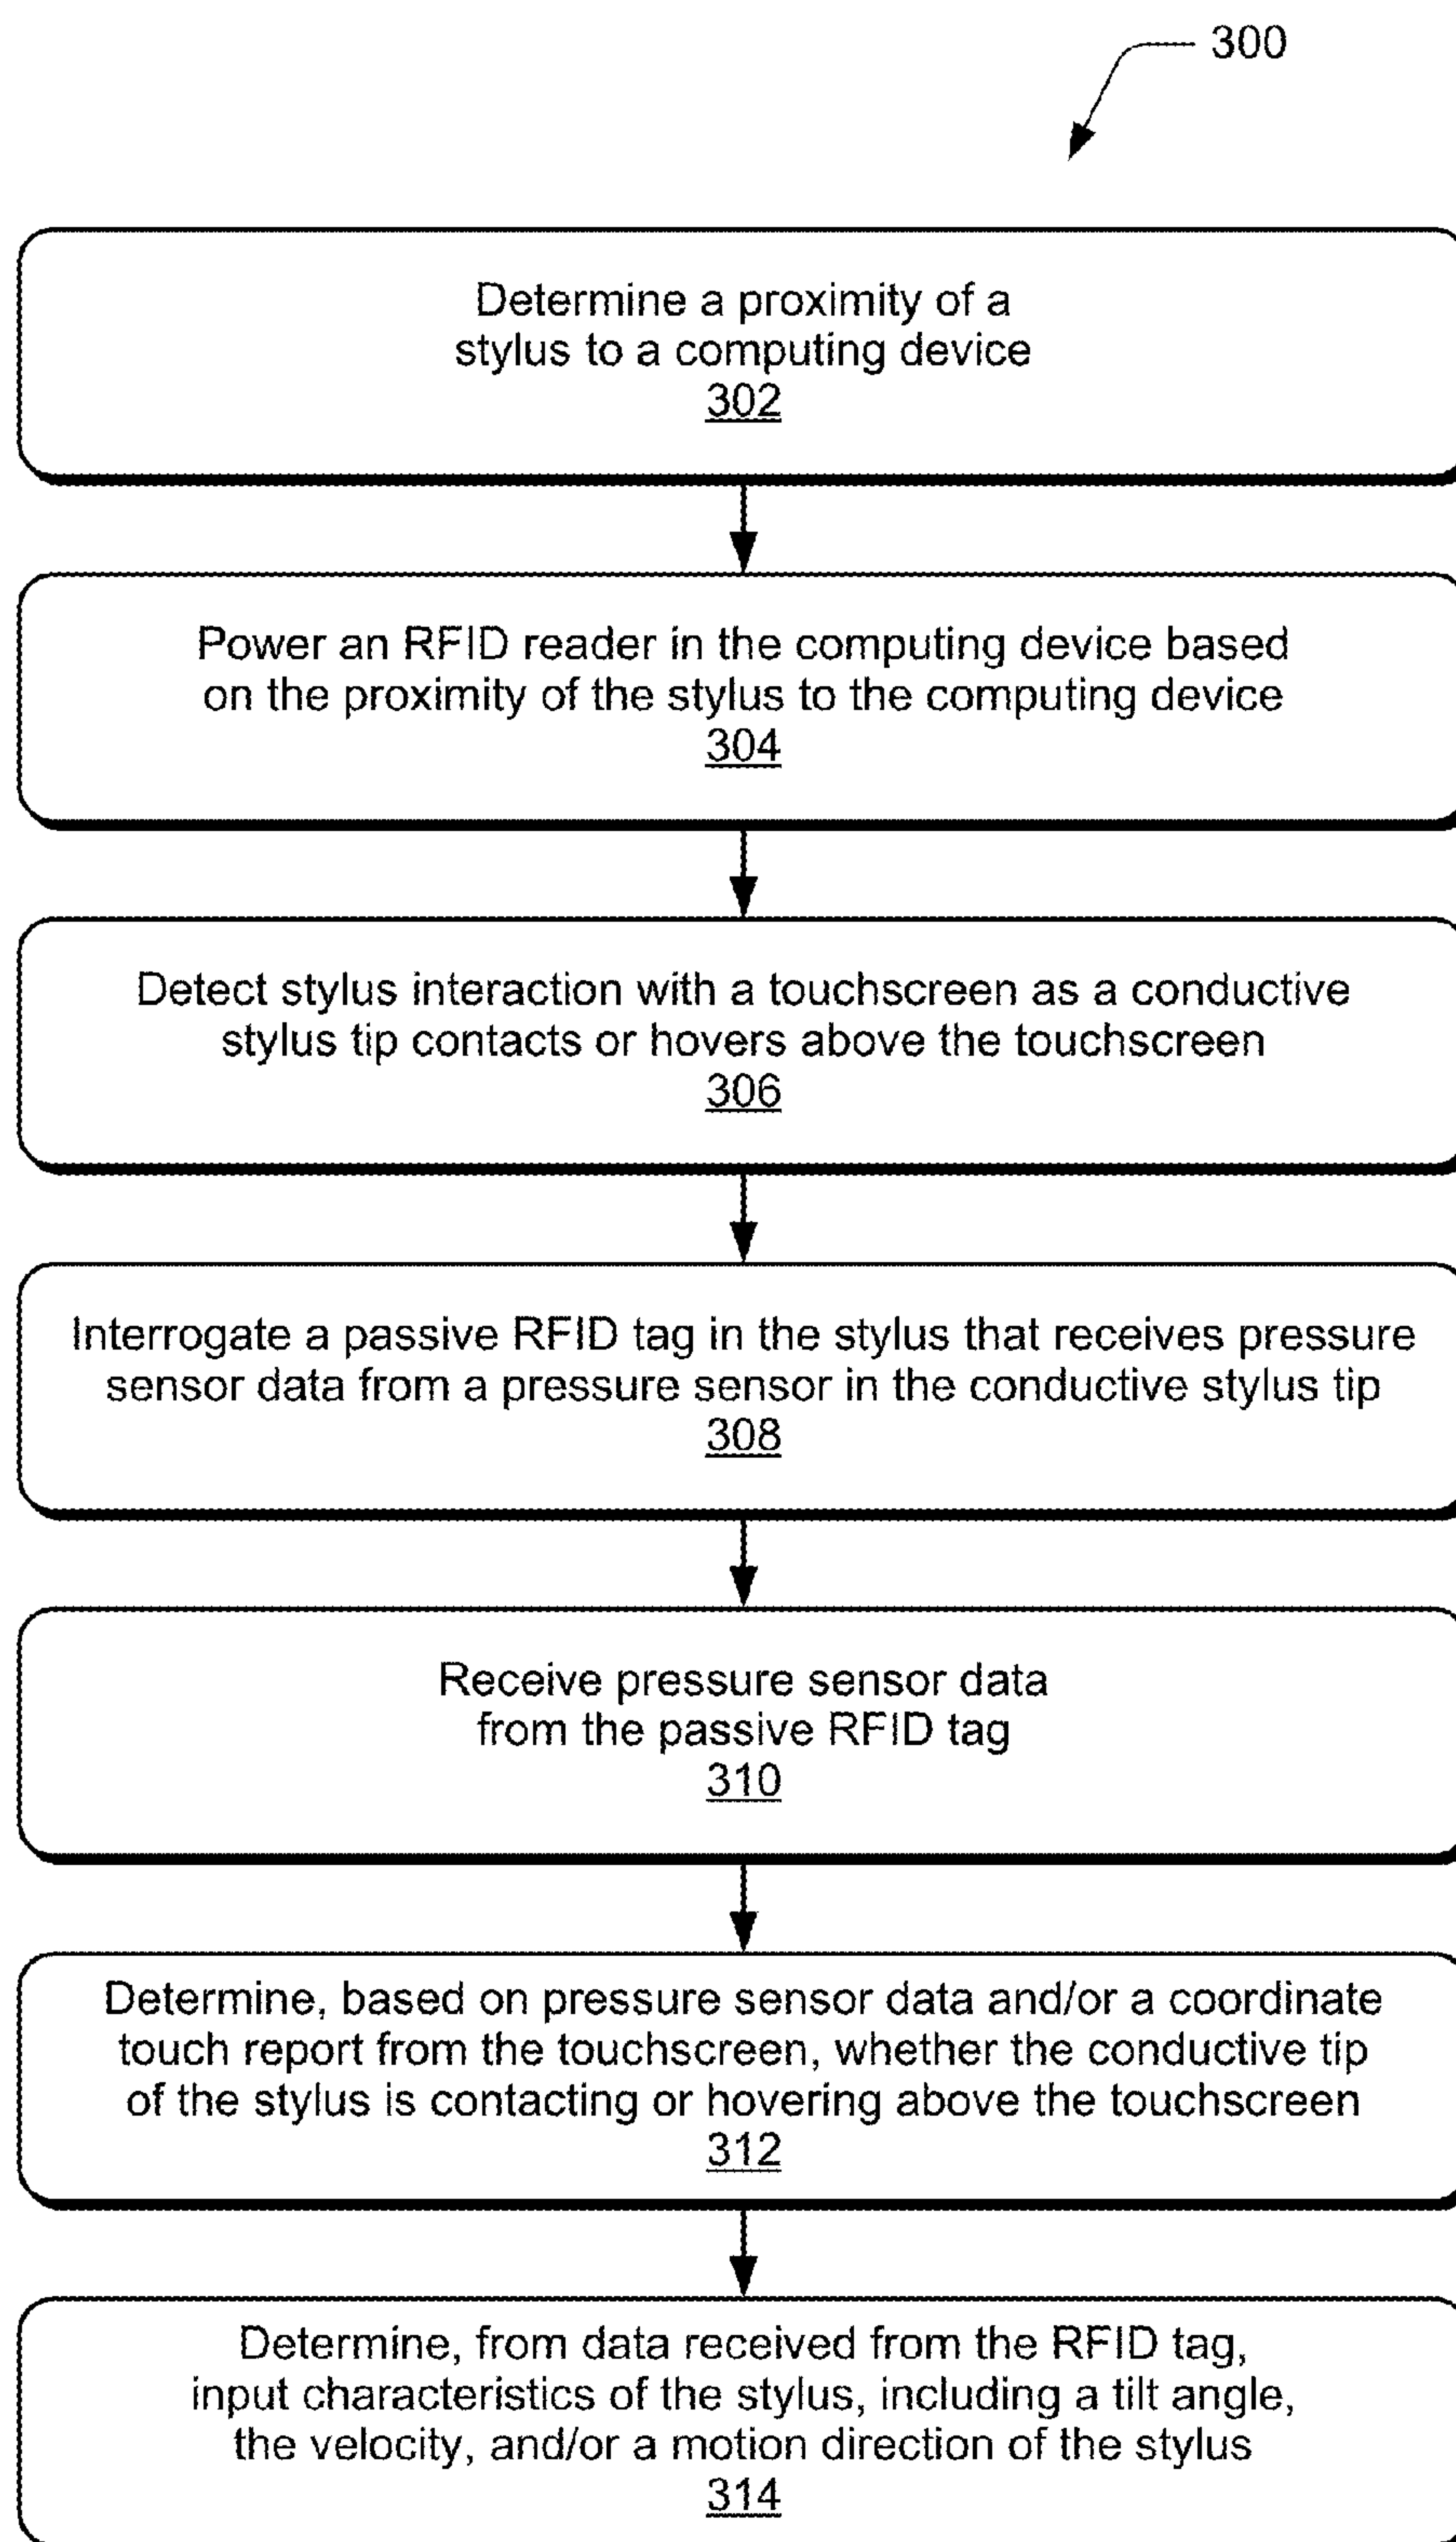 300
Determine a proximity of a
stylus to a computing device
302
Power an RFID reader in the computing device based
on the proximity of the stylus to the computing device
304
Detect stylus interaction with a touchscreen as a conductive
stylus tip contacts or hovers above the touchscreen
306
Interrogate a passive RFID tag in the stylus that receives pressure
sensor data from a pressure sensor in the conductive stylus tip
308
Receive pressure sensor data
from the passive RFID tag
310
Determine, based on pressure sensor data and/or a coordinate
touch report from the touchscreen, whether the conductive tip
of the stylus is contacting or hovering above the touchscreen
312
Determine, from data received from the RFID tag,
input characteristics of the stylus, including a tilt angle,
the velocity, and/or a motion direction of the stylus
314